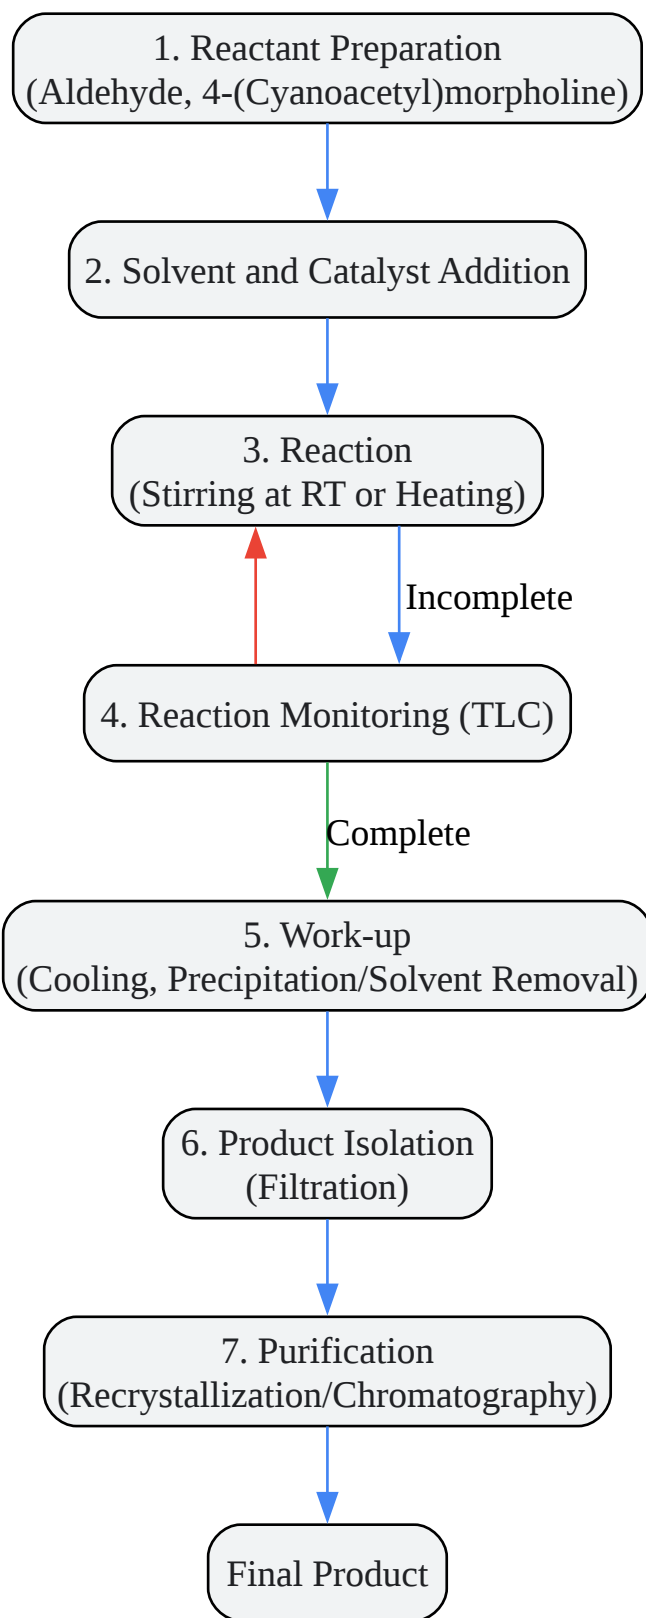 1. Reactant Preparation
(Aldehyde, 4-(Cyanoacetyl)morpholine)
2. Solvent and Catalyst Addition
3. Reaction
(Stirring at RT or Heating)
Incomplete
4. Reaction Monitoring (TLC)
Complete
5. Work-up
(Cooling, Precipitation/Solvent Removal)
6. Product Isolation
(Filtration)
7. Purification
(Recrystallization/Chromatography)
Final Product